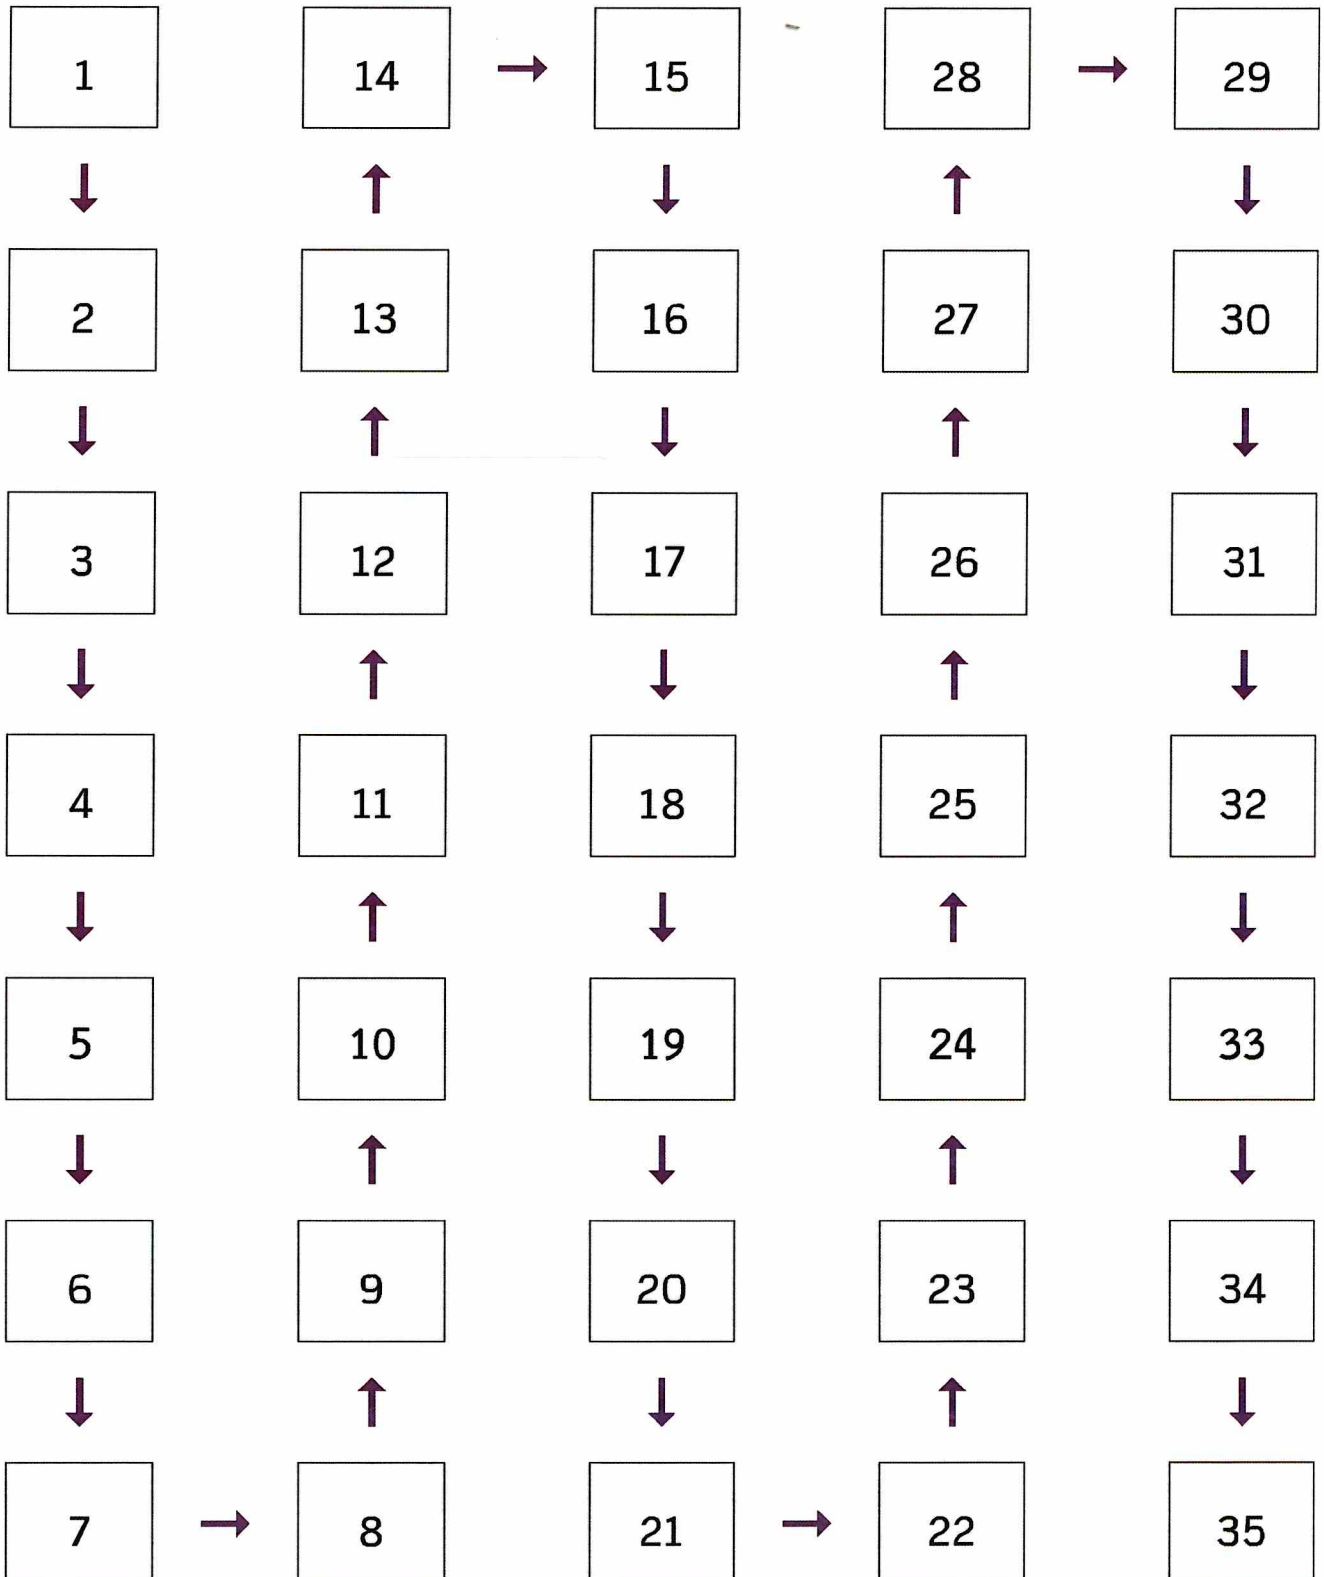 1 14 → 15 28 → 29
↓ ↑ ↓ ↑ ↓
2 13 16 27 30
↓ ↑ ↓ ↑ ↓
3 12 17 26 31
↓ ↑ ↓ ↑ ↓
4 11 18 25 32
↓ ↑ ↓ ↑ ↓
5 10 19 24 33
↓ ↑ ↓ ↑ ↓
6 9 20 23 34
↓ ↑ ↓ ↑ ↓
7 → 8 21 → 22 35